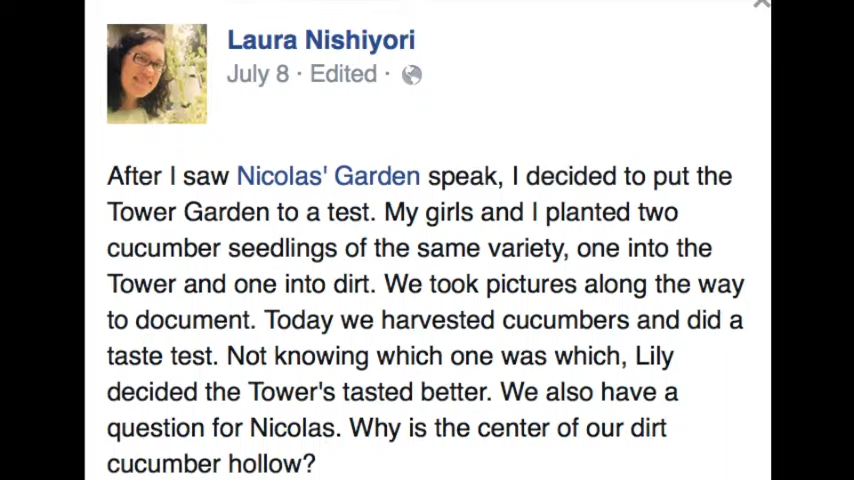 Laura Nishiyori
July 8 · Edited ·
After I saw Nicolas' Garden speak, I decided to put the
Tower Garden to a test. My girls and I planted two
cucumber seedlings of the same variety, one into the
Tower and one into dirt. We took pictures along the way
to document. Today we harvested cucumbers and did a
taste test. Not knowing which one was which, Lily
decided the Tower's tasted better. We also have a
question for Nicolas. Why is the center of our dirt
cucumber hollow?